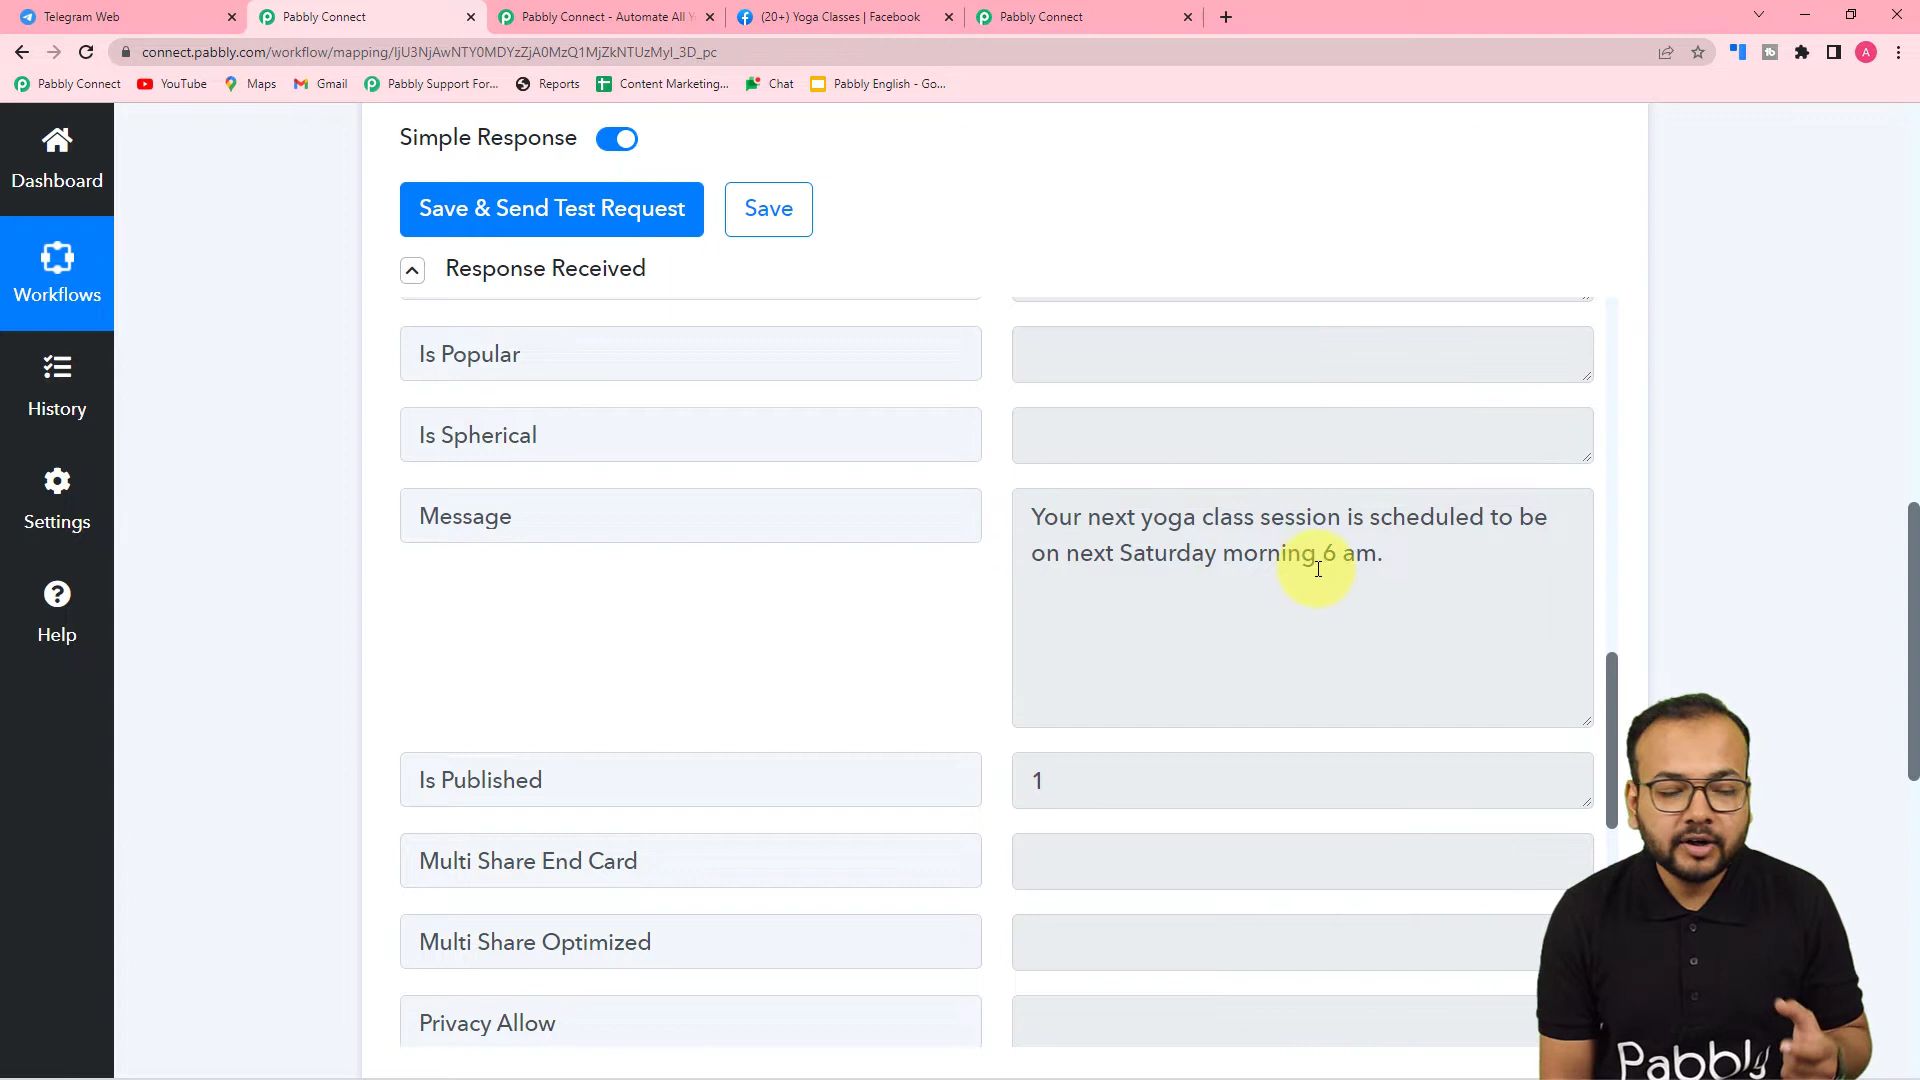 Telegram Web
Pabbly Connect
Pabbly Connect - Automate All Y
(20+) Yoga Classes | Facebook
Pabbly Connect
connect.pabbly.com/workflow/mapping/IjU3NjAwNTY0MDYzZjA0MzQ1MjZkNTUzMyI_3D_pc
A
Pabbly Connect
YouTube
Maps
Gmail
Pabbly Support For...
Reports
Content Marketing...
Chat
Pabbly English - Go...
Dashboard
Workflows
History
Settings
Help
Simple Response
Save & Send Test Request
Save
Response Received
Is Popular
Is Spherical
Message
Your next yoga class session is scheduled to be
on next Saturday morning 6 am.
Is Published
1
Multi Share End Card
Multi Share Optimized
Privacy Allow
Pabbly